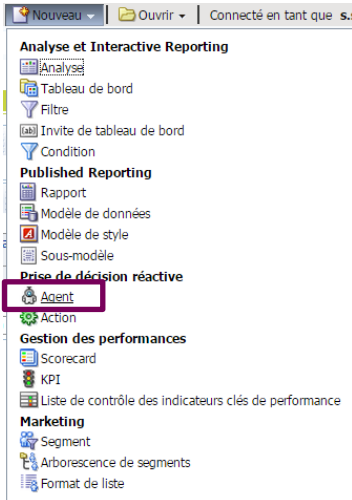 Nouveau Ouvrir Connecté en tant que s.
Analyse et Interactive Reporting
Analyse
Tableau de bord
Filtre
Invite de tableau de bord
Condition
Published Reporting
Rapport
Modèle de données
Modèle de style
Sous-modèle
Prise de décision réactive
Agent
Action
Gestion des performances
Scorecard
KPI
Liste de contrôle des indicateurs clés de performance
Marketing
Segment
Arborescence de segments
Format de liste